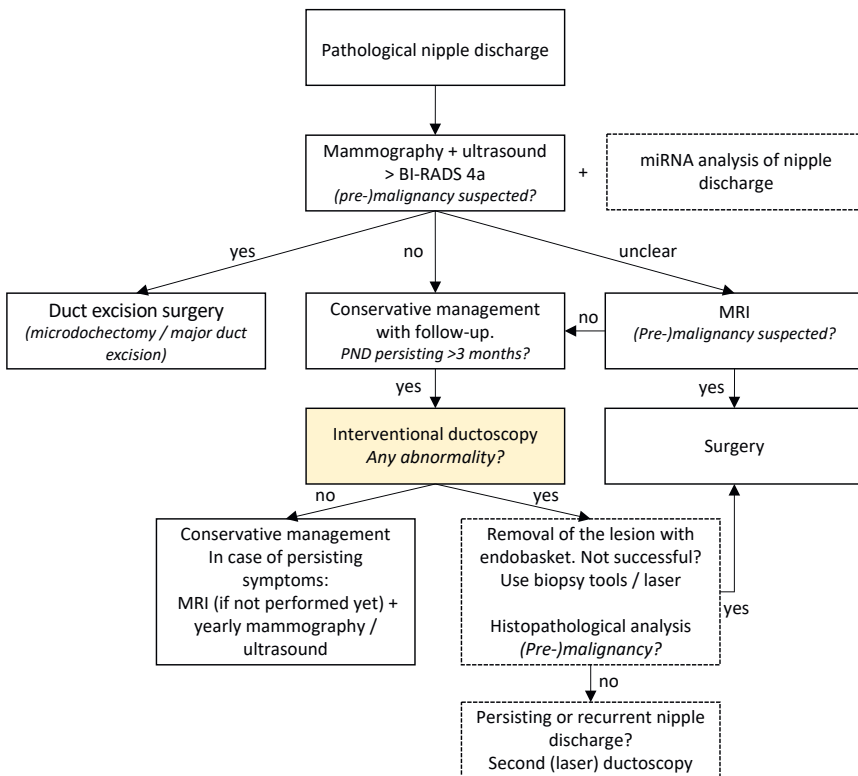 Pathological nipple discharge
Mammography + ultrasound
> BI-RADS 4a
(pre-)malignancy suspected?
+
miRNA analysis of nipple
discharge
yes
no
unclear
Duct excision surgery
(microdochectomy / major duct
excision)
Conservative management
with follow-up.
PND persisting >3 months?
no
MRI
(Pre-)malignancy suspected?
yes
yes
Interventional ductoscopy
Any abnormality?
Surgery
no
yes
Conservative management
In case of persisting
symptoms:
MRI (if not performed yet) +
yearly mammography /
ultrasound
Removal of the lesion with
endobasket. Not successful?
Use biopsy tools / laser
Histopathological analysis
(Pre-)malignancy?
yes
no
Persisting or recurrent nipple
discharge?
Second (laser) ductoscopy